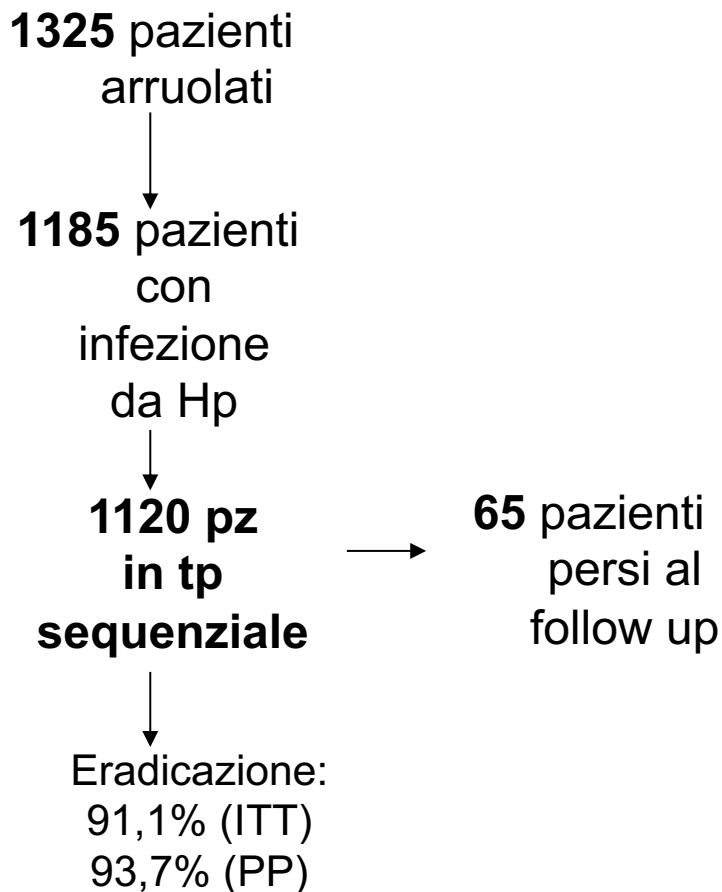 1325 pazienti
arruolati
1185 pazienti
con
infezione
da Hp
1120 pz
in tp
sequenziale
65 pazienti
persi al
follow up
Eradicazione:
91,1% (ITT)
93,7% (PP)